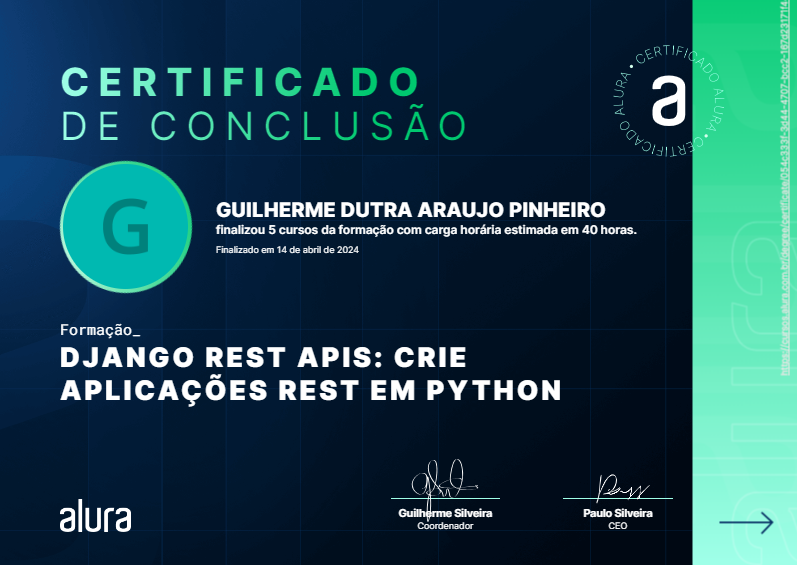 CERTIFICADO
DE CONCLUSÃO
CERTIFICADO ALURA • CERTIFICADO ALURA •
a
G
GUILHERME DUTRA ARAUJO PINHEIRO
finalizou 5 cursos da formação com carga horária estimada em 40 horas.
Finalizado em 14 de abril de 2024
Formação_
DJANGO REST APIS: CRIE
APLICAÇÕES REST EM PYTHON
Guilherme Silveira
Coordenador
Paulo Silveira
CEO
alura
alura